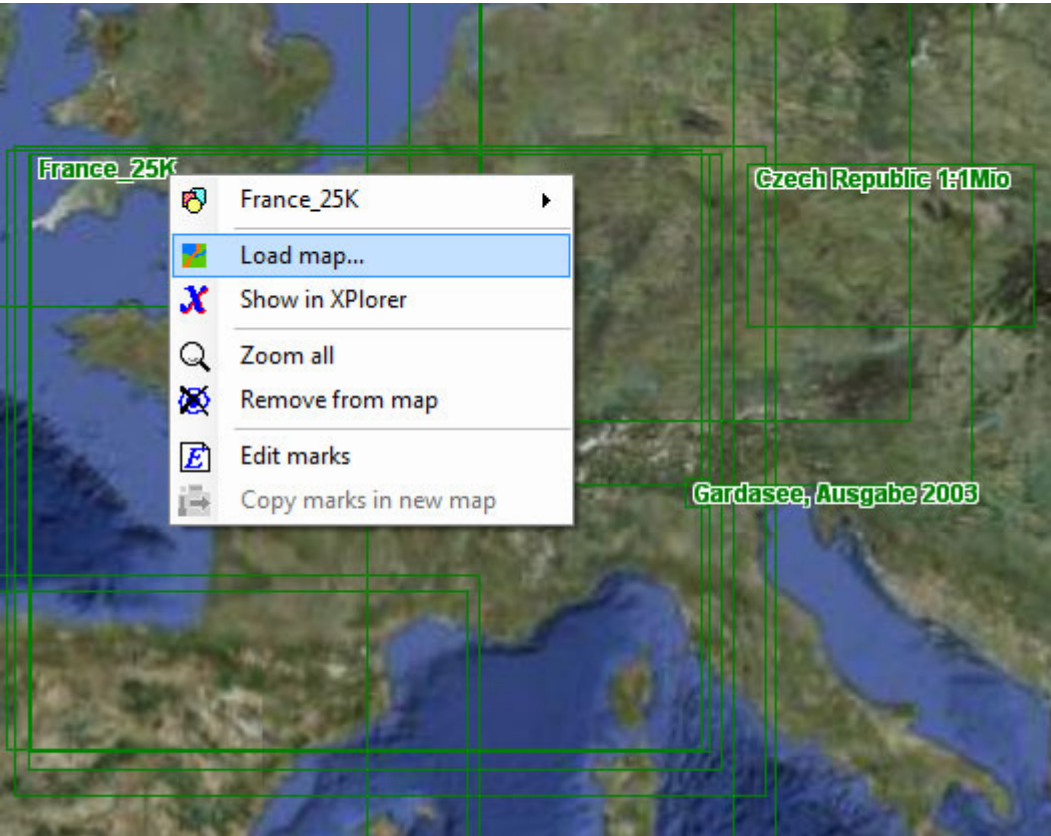 France_25K
Czech Republic 1:1Mio
France_25K
Load map...
Show in XPlorer
Zoom all
Remove from map
Edit marks
Copy marks in new map
Gardasee, Ausgabe 2003